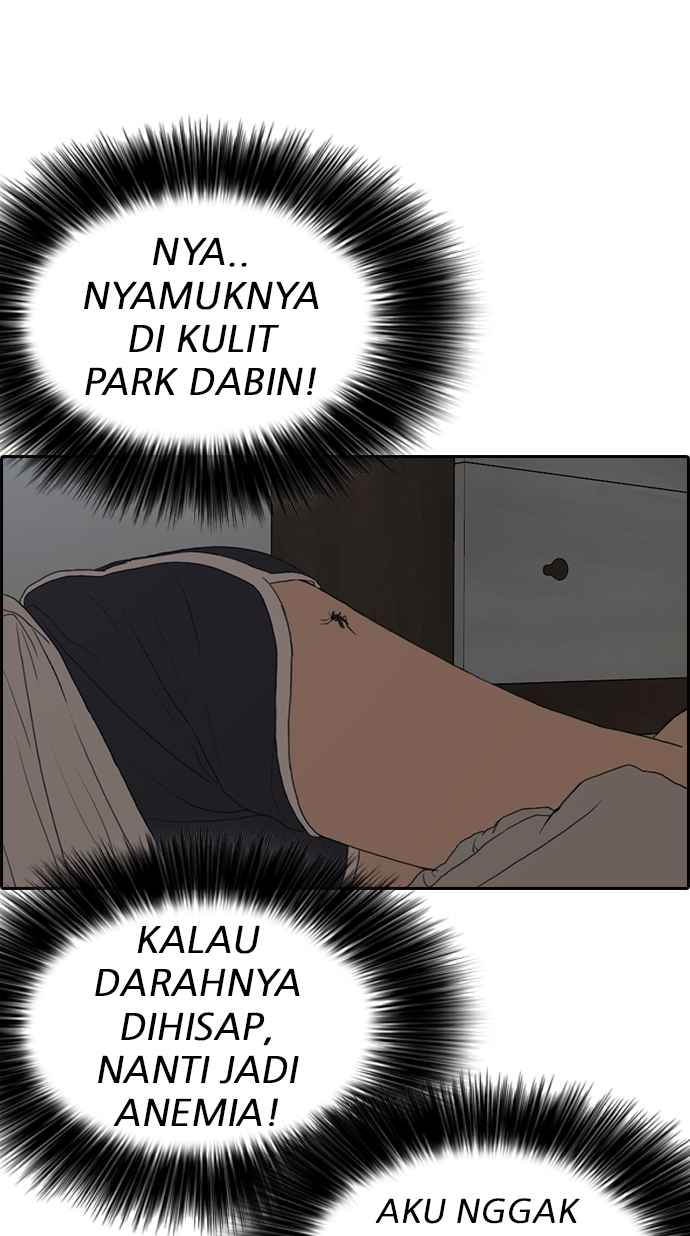 NYA..
NYAMUKNYA
DI KULIT
PARK DABIN!
KALAU
DARAHNYA
DIHISAP,
NANTI JADI
ANEMIA!
AKU NGGAK